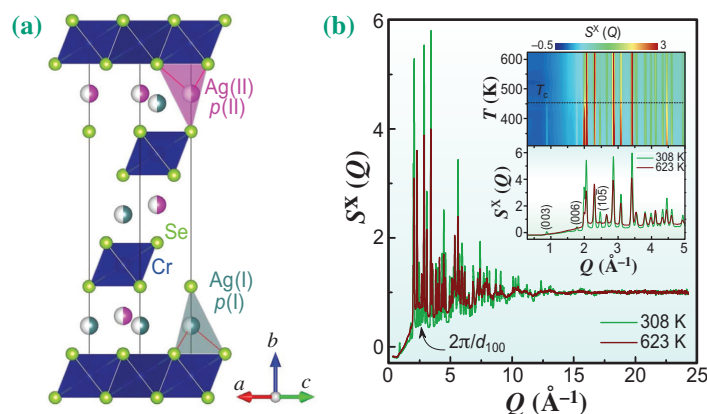 (a)
Ag(II)
p(II)
Se
Cr
Ag(I)
p(I)
b
a
c
(b)
S^X (Q)
6
4
2
0
0
5
10
15
20
25
Q (Å⁻¹)
2π/d₁₀₀
308 K
623 K
−0.5 S^X (Q) 3
T (K)
600
500
400
T_c
S^X (Q)
6
4
2
0
308 K
623 K
(003)
(006)
(105)
1 2 3 4 5
Q (Å⁻¹)